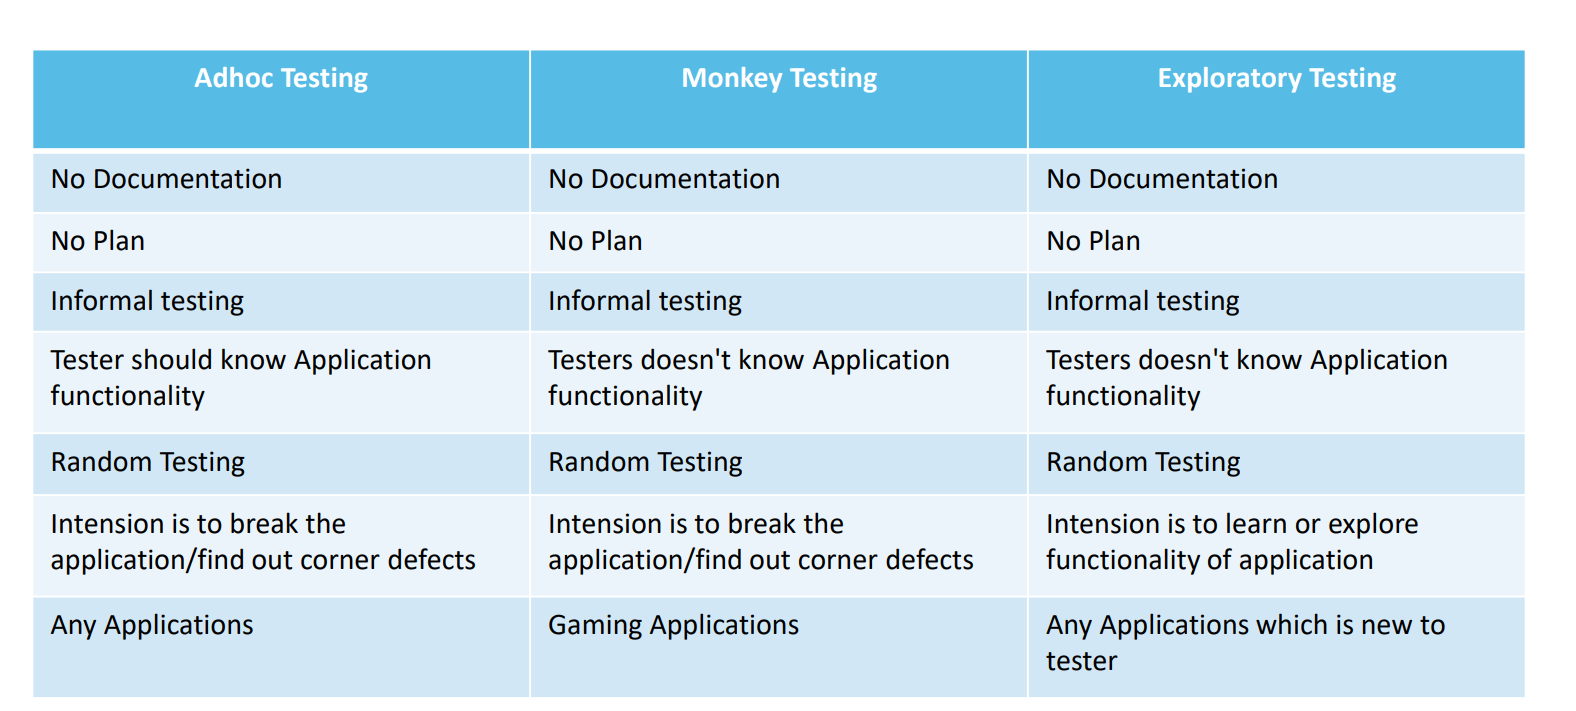 Adhoc Testing
Monkey Testing
Exploratory Testing
No Documentation
No Documentation
No Documentation
No Plan
No Plan
No Plan
Informal testing
Informal testing
Informal testing
Tester should know Application
functionality
Testers doesn't know Application
functionality
Testers doesn't know Application
functionality
Random Testing
Random Testing
Random Testing
Intension is to break the
application/find out corner defects
Intension is to break the
application/find out corner defects
Intension is to learn or explore
functionality of application
Any Applications
Gaming Applications
Any Applications which is new to
tester